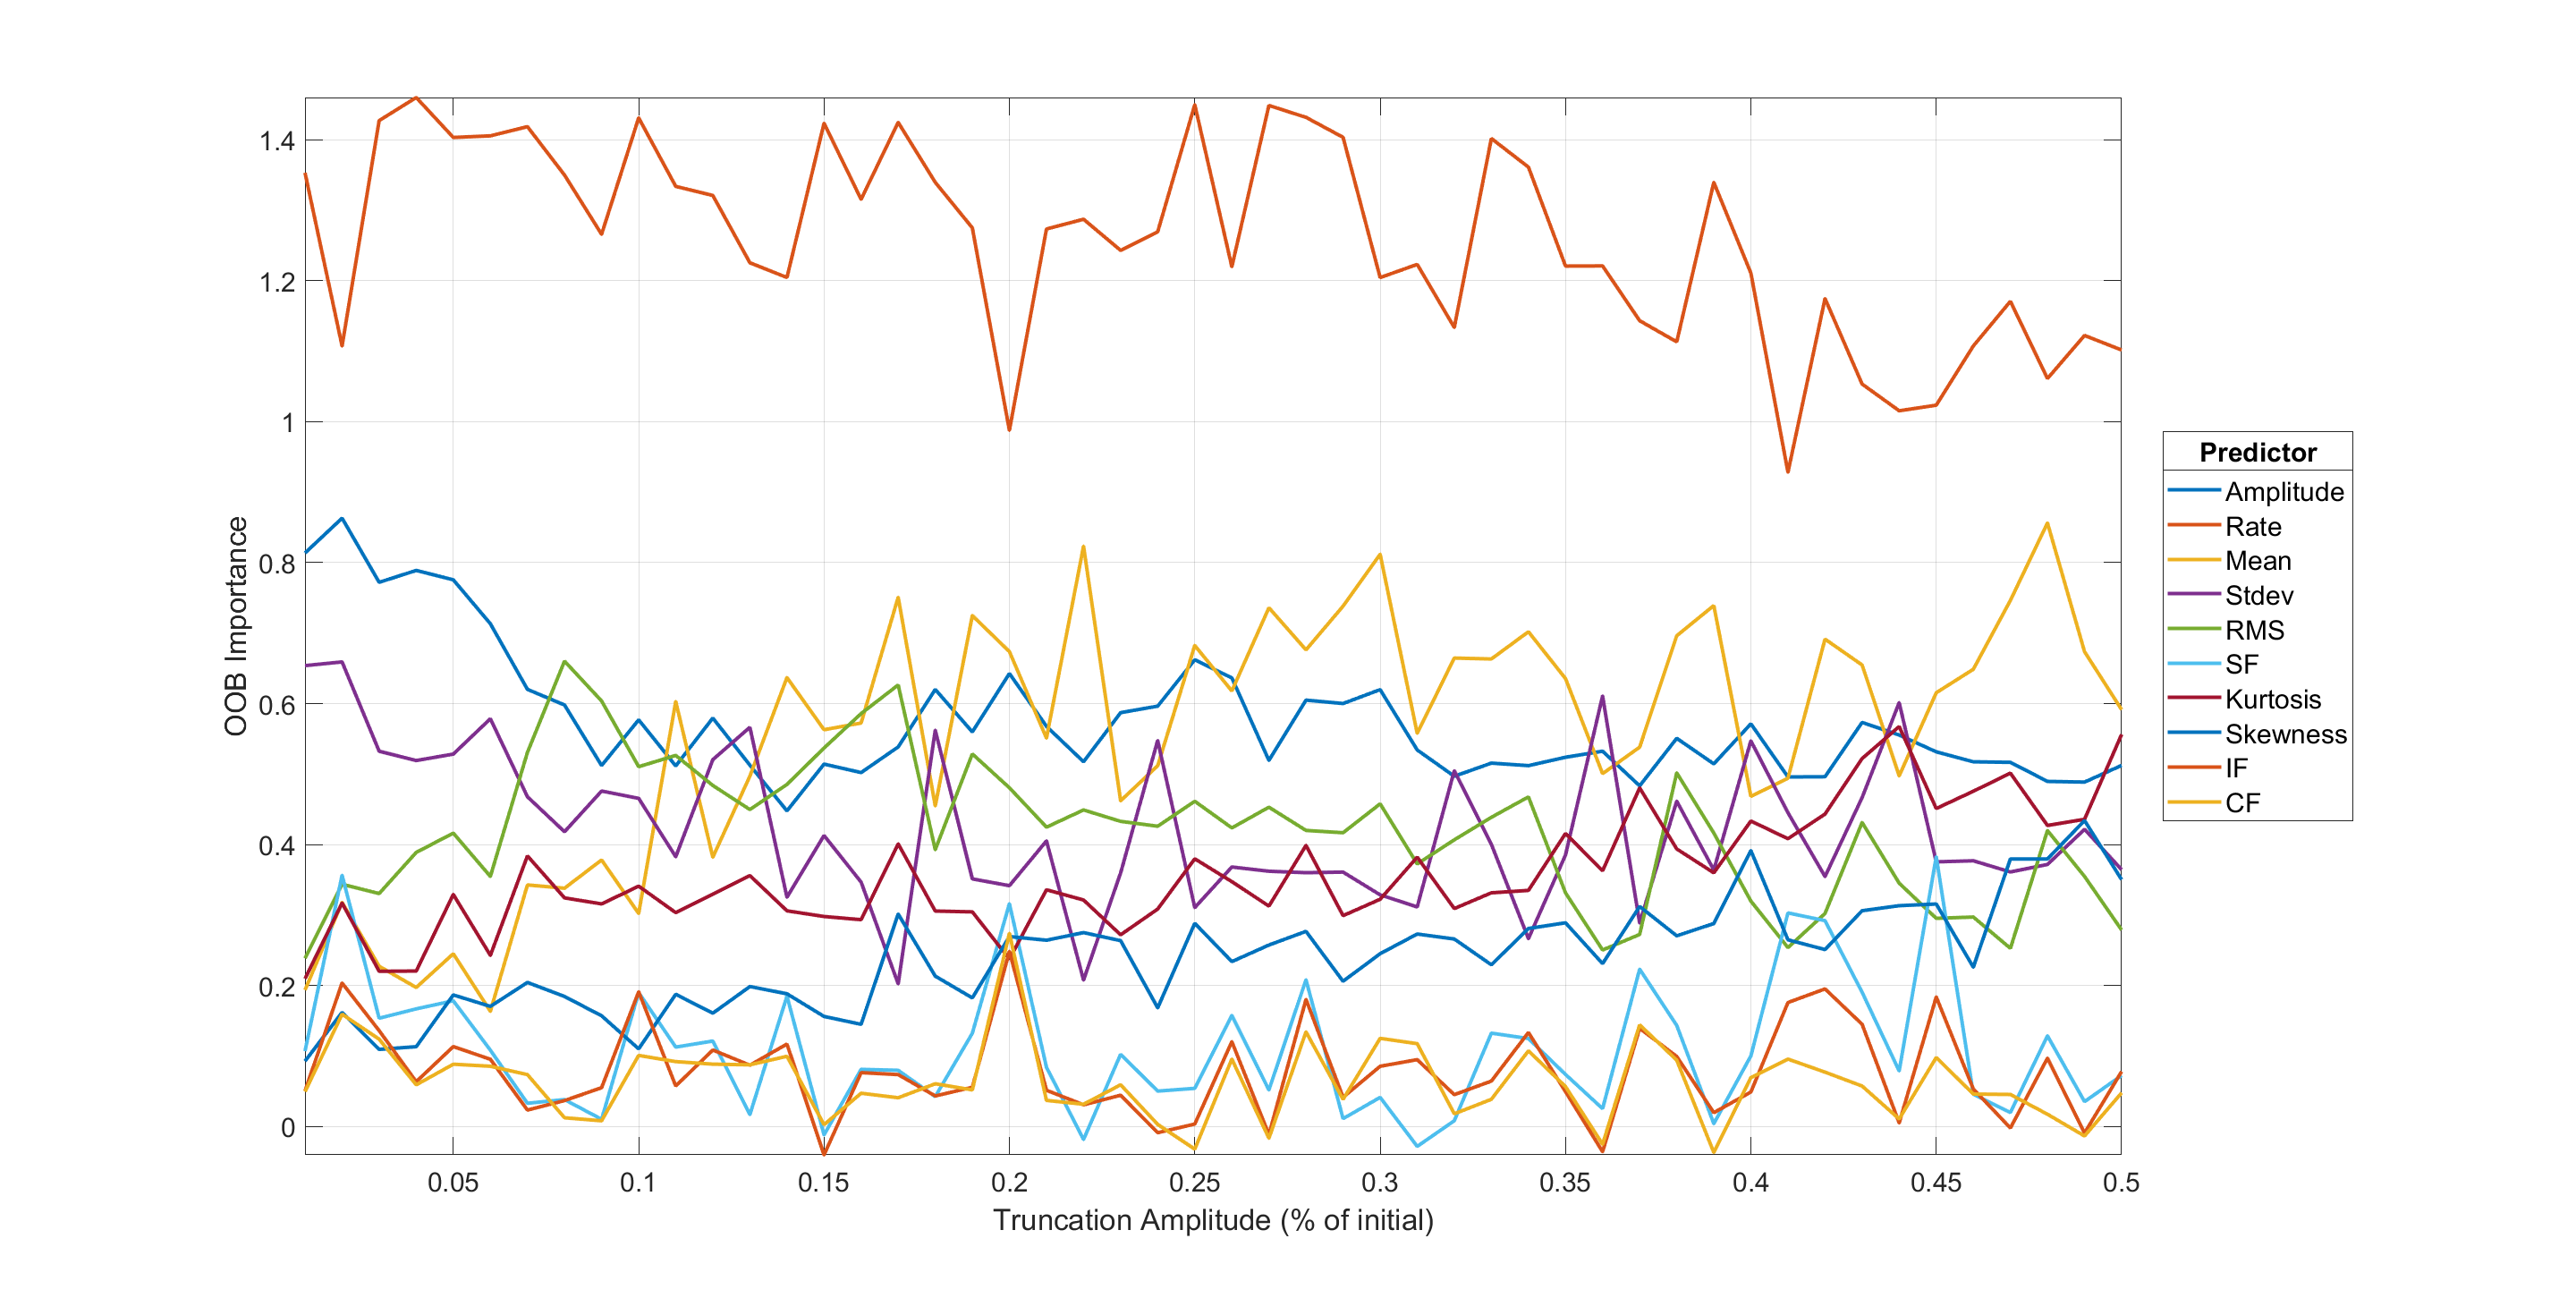 1.4
1.2
1
0.8
0.6
0.4
0.2
0
OOB Importance
0.05 0.1 0.15 0.2 0.25 0.3 0.35 0.4 0.45 0.5
Truncation Amplitude (% of initial)
Predictor
Amplitude
Rate
Mean
Stdev
RMS
SF
Kurtosis
Skewness
IF
CF